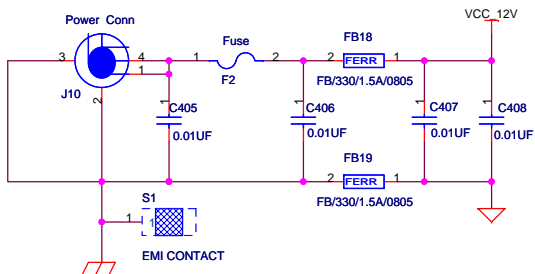 Power Conn
Fuse
FB18
VCC_12V
3
4
1
2
J10
1
2
F2
2
FERR
1
FB/330/1.5A/0805
1
C405
0.01UF
1
C406
0.01UF
1
C407
0.01UF
1
C408
0.01UF
FB19
2
FERR
1
FB/330/1.5A/0805
S1
1
1
EMI CONTACT